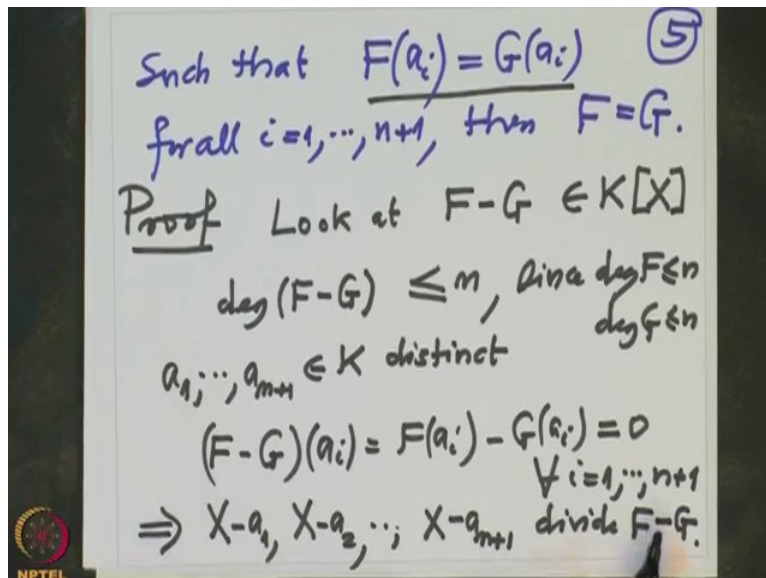 Such that F(aᵢ) = G(aᵢ) ⑤
for all i=1,⋯,n+1, then F=G.
Proof Look at F-G ∈ K[X]
deg (F-G) ≤ n, since deg F ≤ n
deg G ≤ n
a₁,⋯,aₙ₊₁ ∈ K distinct
(F-G)(aᵢ) = F(aᵢ) - G(aᵢ) = 0
∀ i=1,⋯,n+1
⇒ X-a₁, X-a₂,⋯, X-aₙ₊₁ divide F-G.
NPTEL